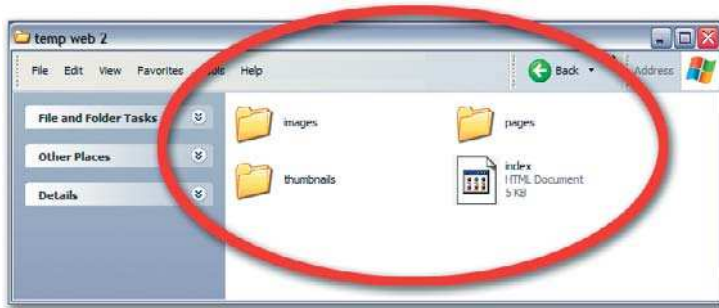 temp web 2
File Edit View Favorites Tools Help Back Address
File and Folder Tasks
Other Places
Details
images
pages
thumbnails
index
HTML Document
5 KB